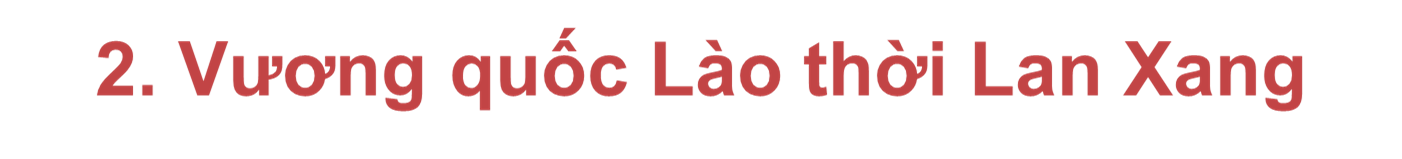 2. Vương quốc Lào thời Lan Xang